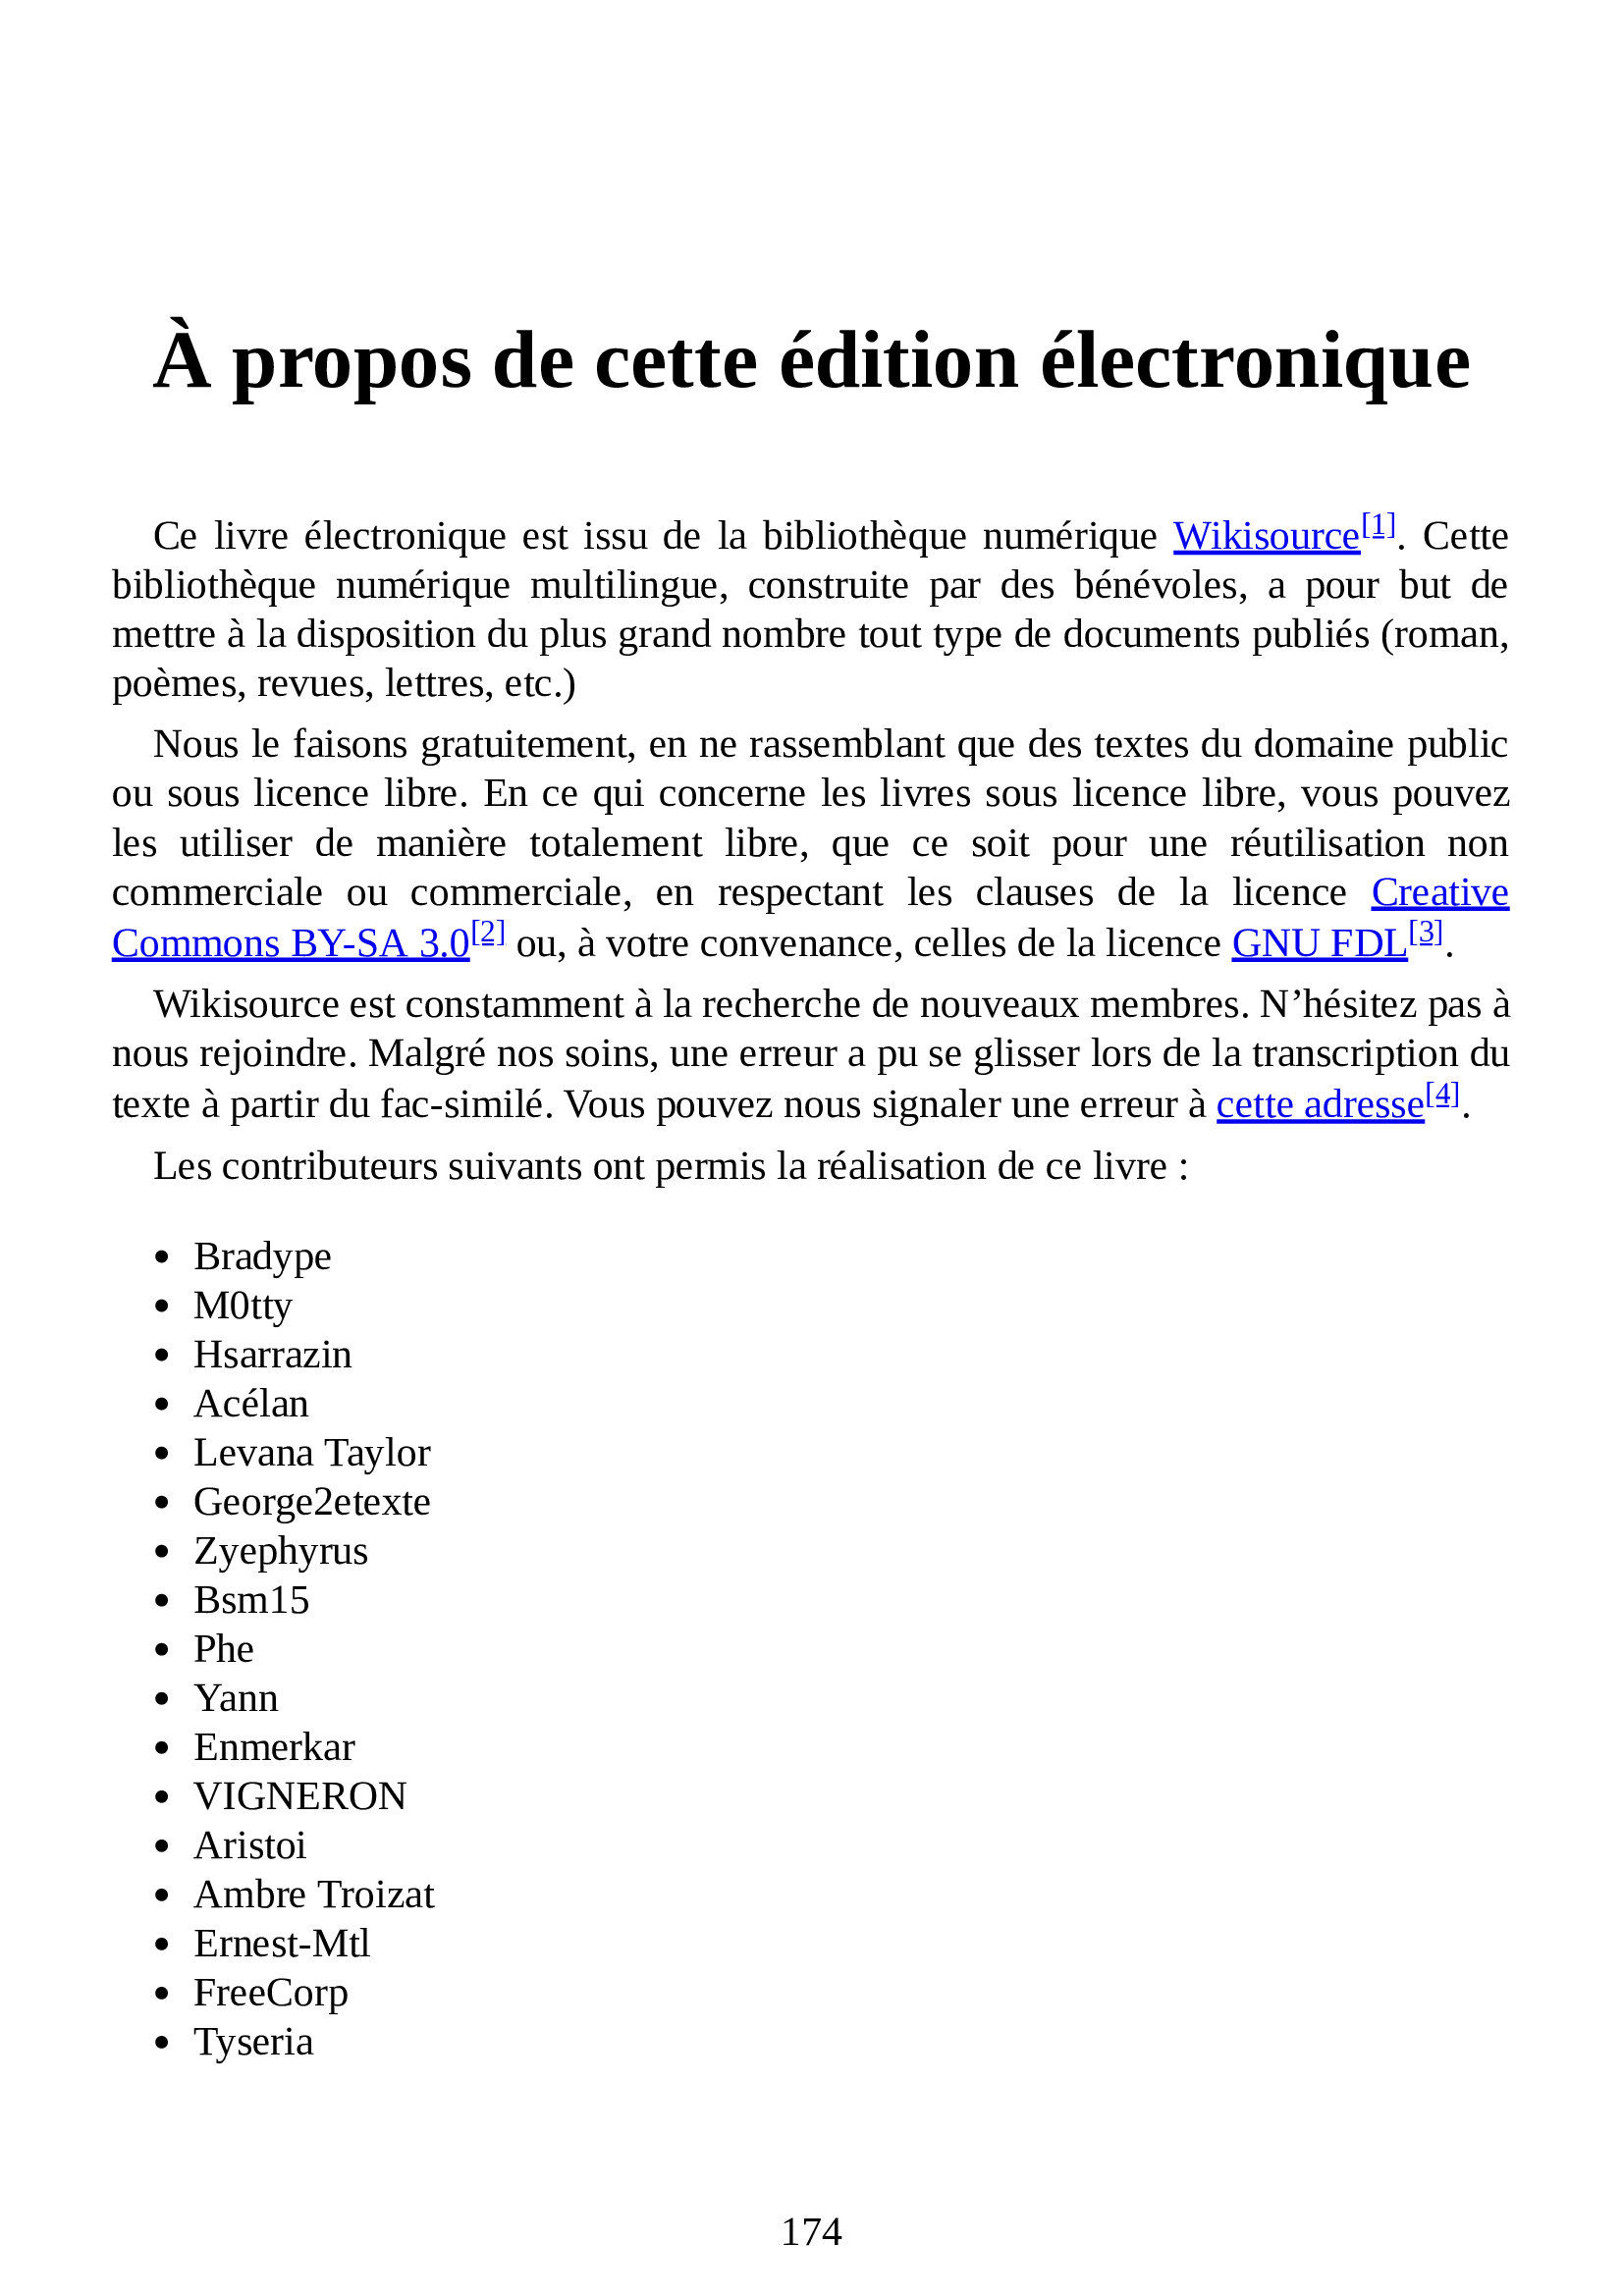 À propos de cette édition électronique
Ce livre électronique est issu de la bibliothèque numérique Wikisource[1]. Cette
bibliothèque numérique multilingue, construite par des bénévoles, a pour but de
mettre à la disposition du plus grand nombre tout type de documents publiés (roman,
poèmes, revues, lettres, etc.)
Nous le faisons gratuitement, en ne rassemblant que des textes du domaine public
ou sous licence libre. En ce qui concerne les livres sous licence libre, vous pouvez
les utiliser de manière totalement libre, que ce soit pour une réutilisation non
commerciale ou commerciale, en respectant les clauses de la licence Creative
Commons BY-SA 3.0[2] ou, à votre convenance, celles de la licence GNU FDL[3].
Wikisource est constamment à la recherche de nouveaux membres. N’hésitez pas à
nous rejoindre. Malgré nos soins, une erreur a pu se glisser lors de la transcription du
texte à partir du fac-similé. Vous pouvez nous signaler une erreur à cette adresse[4].
Les contributeurs suivants ont permis la réalisation de ce livre :
• Bradype
• M0tty
• Hsarrazin
• Acélan
• Levana Taylor
• George2etexte
• Zyephyrus
• Bsm15
• Phe
• Yann
• Enmerkar
• VIGNERON
• Aristoi
• Ambre Troizat
• Ernest-Mtl
• FreeCorp
• Tyseria
174